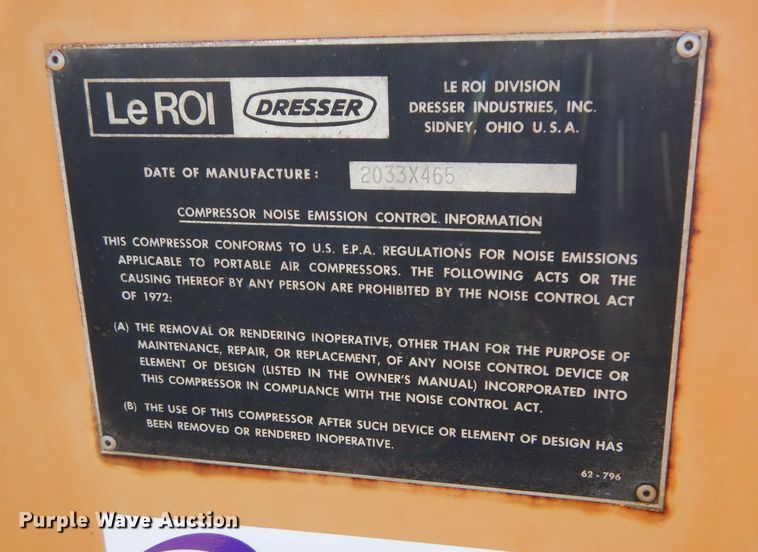 Le ROI
DRESSER
LE ROI DIVISION
DRESSER INDUSTRIES, INC.
SIDNEY, OHIO U. S. A.
DATE OF MANUFACTURE: 2033X465
COMPRESSOR NOISE EMISSION CONTROL INFORMATION
THIS COMPRESSOR CONFORMS TO U.S. E.P.A. REGULATIONS FOR NOISE EMISSIONS
APPLICABLE TO PORTABLE AIR COMPRESSORS. THE FOLLOWING ACTS OR THE
CAUSING THEREOF BY ANY PERSON ARE PROHIBITED BY THE NOISE CONTROL ACT
OF 1972:
(A) THE REMOVAL OR RENDERING INOPERATIVE, OTHER THAN FOR THE PURPOSE OF
MAINTENANCE, REPAIR, OR REPLACEMENT, OF ANY NOISE CONTROL DEVICE OR
ELEMENT OF DESIGN (LISTED IN THE OWNER'S MANUAL) INCORPORATED INTO
THIS COMPRESSOR IN COMPLIANCE WITH THE NOISE CONTROL ACT.
(B) THE USE OF THIS COMPRESSOR AFTER SUCH DEVICE OR ELEMENT OF DESIGN HAS
BEEN REMOVED OR RENDERED INOPERATIVE.
62-796
Purple Wave Auction